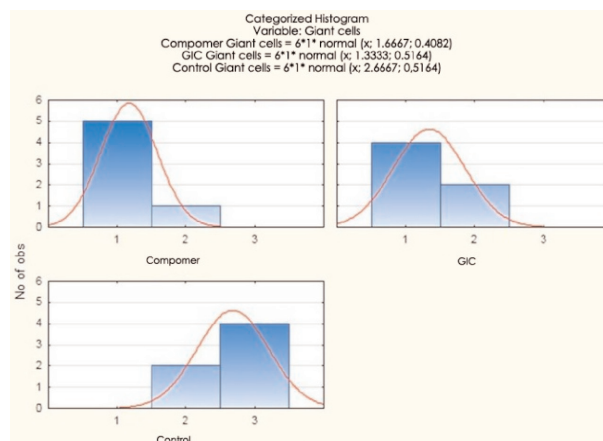 Categorized Histogram
Variable: Giant cells
Compomer Giant cells = 6*1* normal (x; 1.6667; 0.4082)
GIC Giant cells = 6*1* normal (x; 1.3333; 0.5164)
Control Giant cells = 6*1* normal (x; 2.6667; 0,5164)
6
5
4
3
2
1
0
1 2 3
1 2 3
Compomer
GIC
No of obs
6
5
4
3
2
1
0
1 2 3
Control